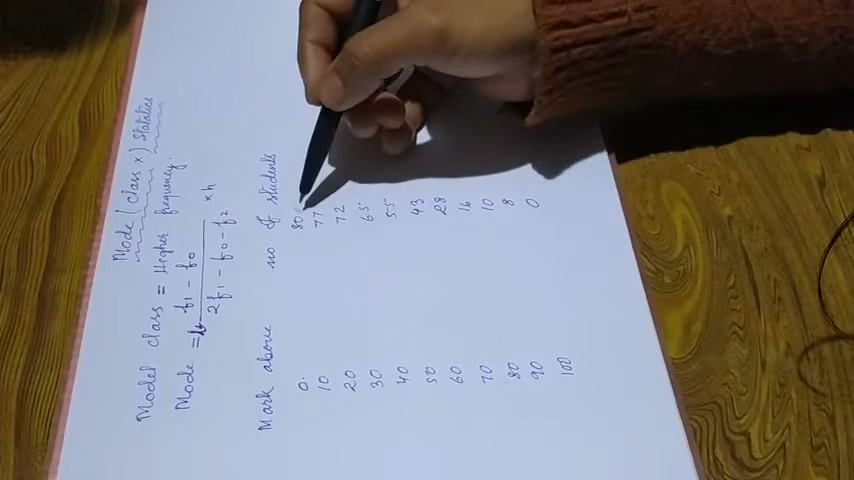 Mode (class x) Statatics
Model class = Higher frequency.
Mode = l + f1 - f0 / 2f1 - f0 - f2 × h
Mark above no. of students
0. 80
10 77
20 72
30 65
40 55
50 43
60 28
70 16
80 10
90 8
100 0